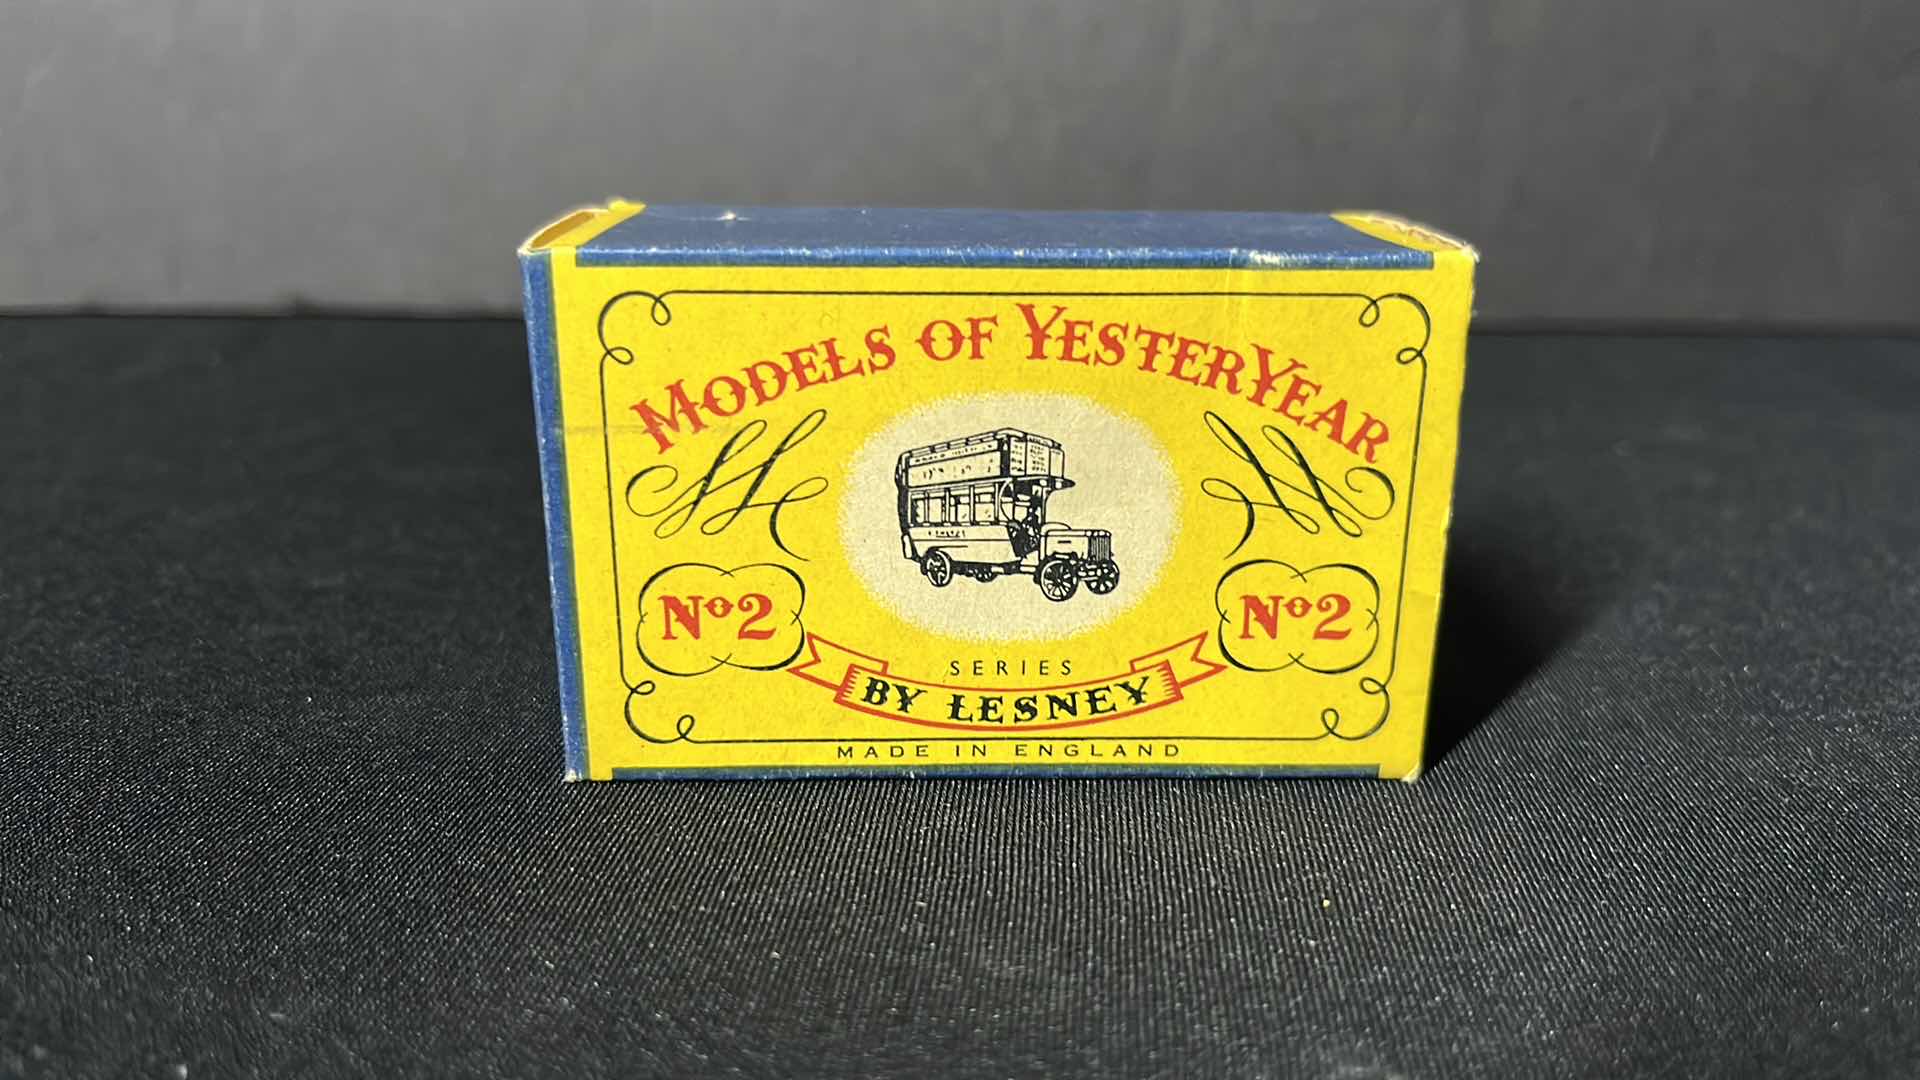 MODELS OF YESTERYEAR
Nº2
Nº2
SERIES
BY LESNEY
MADE IN ENGLAND